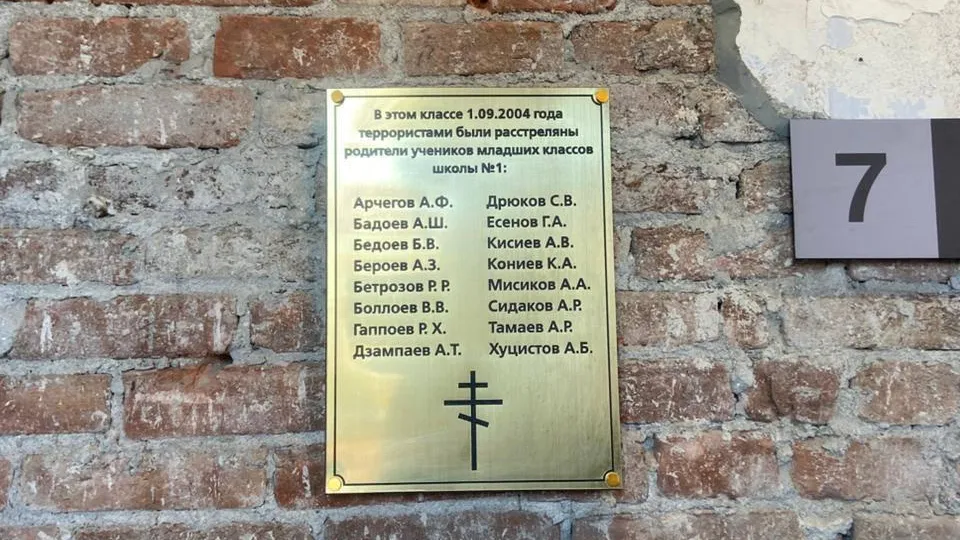 В этом классе 1.09.2004 года
террористами были расстреляны
родители учеников младших классов
школы №1:
Арчегов А.Ф.
Бадоев А.Ш.
Бедоев Б.В.
Бероев А.З.
Бетрозов Р. Р.
Боллоев В.В.
Гаппоев Р. Х.
Дзампаев А.Т.
Дрюков С.В.
Есенов Г.А.
Кисиев А.В.
Кониев К.А.
Мисиков А.А.
Сидаков А.Р.
Тамаев А.Р.
Хуцистов А.Б.
7